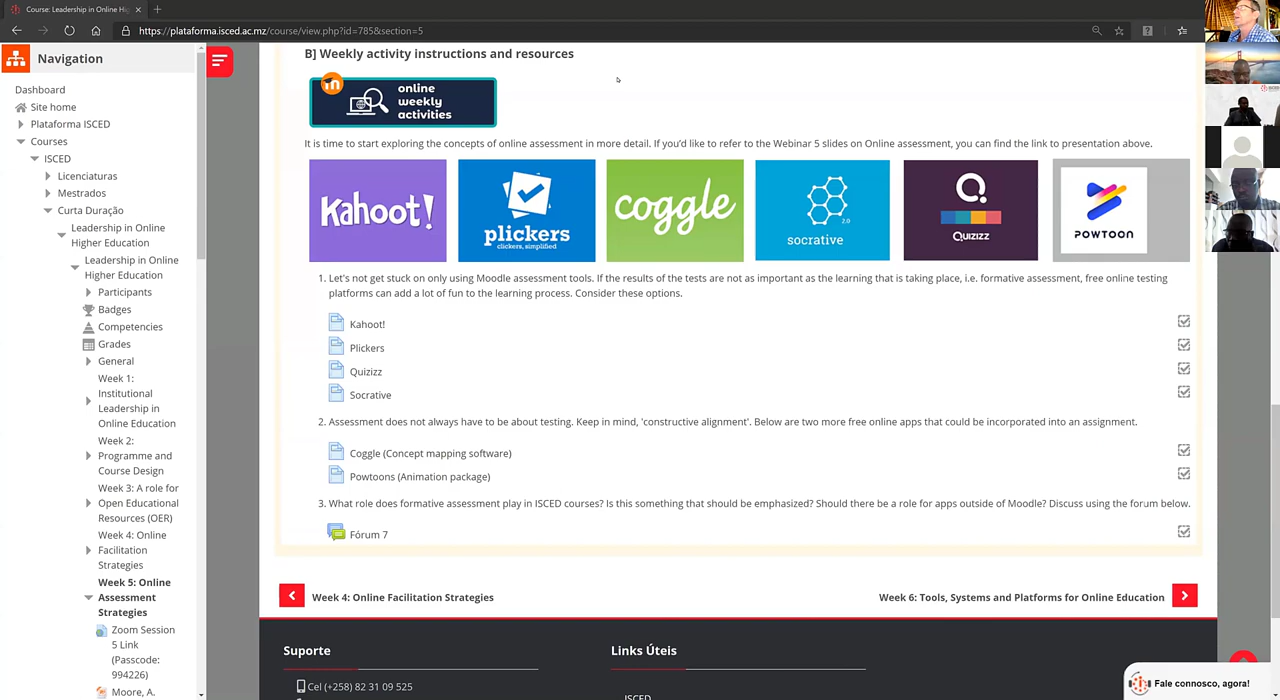 Course: Leadership in Online Hig
https://plataforma.isced.ac.mz/course/view.php?id=785&section=5
Navigation
Dashboard
Site home
Plataforma ISCED
Courses
ISCED
Licenciaturas
Mestrados
Curta Duração
Leadership in Online
Higher Education
Leadership in Online
Higher Education
Participants
Badges
Competencies
Grades
General
Week 1:
Institutional
Leadership in
Online Education
Week 2:
Programme and
Course Design
Week 3: A role for
Open Educational
Resources (OER)
Week 4: Online
Facilitation
Strategies
Week 5: Online
Assessment
Strategies
Zoom Session
5 Link
(Passcode:
994226)
Moore, A.
B] Weekly activity instructions and resources
m
online
weekly
activities
It is time to start exploring the concepts of online assessment in more detail. If you'd like to refer to the Webinar 5 slides on Online assessment, you can find the link to presentation above.
Kahoot!
plickers
clickers, simplified
coggle
2.0
socrative
QUIZIZZ
POWTOON
1. Let's not get stuck on only using Moodle assessment tools. If the results of the tests are not as important as the learning that is taking place, i.e. formative assessment, free online testing
platforms can add a lot of fun to the learning process. Consider these options.
Kahoot!
Plickers
Quizizz
Socrative
2. Assessment does not always have to be about testing. Keep in mind, 'constructive alignment'. Below are two more free online apps that could be incorporated into an assignment.
Coggle (Concept mapping software)
Powtoons (Animation package)
3. What role does formative assessment play in ISCED courses? Is this something that should be emphasized? Should there be a role for apps outside of Moodle? Discuss using the forum below.
Fórum 7
Week 4: Online Facilitation Strategies
Week 6: Tools, Systems and Platforms for Online Education
Suporte
Links Úteis
Cel (+258) 82 31 09 525
ISCED
Fale connosco, agora!